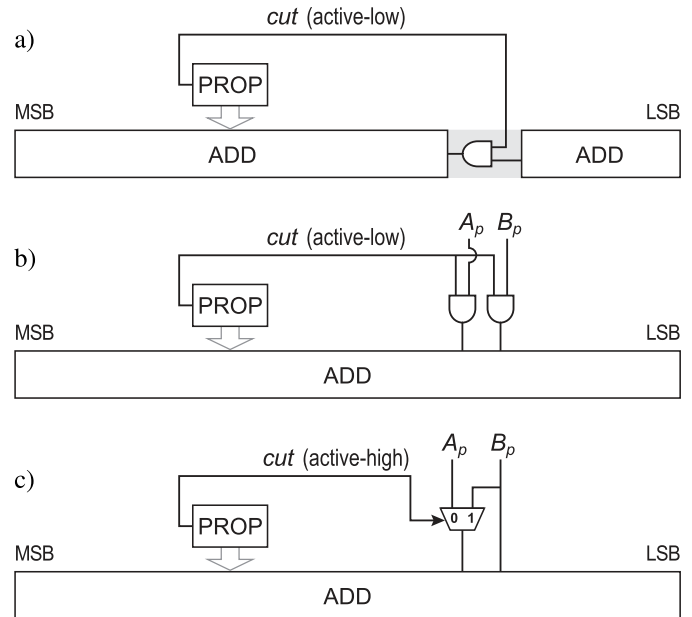 a)
cut (active-low)
PROP
MSB LSB
ADD ADD
b)
cut (active-low)
Ap Bp
PROP
MSB LSB
ADD
c)
cut (active-high)
Ap Bp
0 1
PROP
MSB LSB
ADD